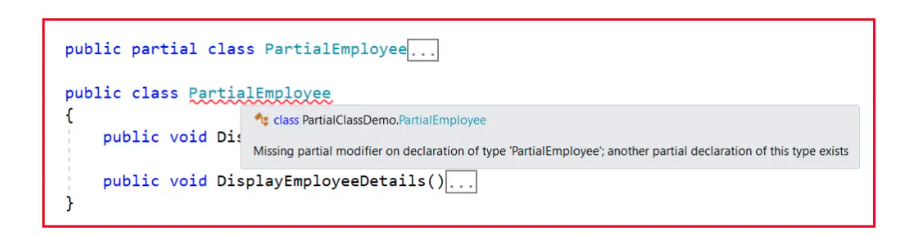 public partial class PartialEmployee...
public class PartialEmployee
{
class PartialClassDemo.PartialEmployee
public void Dis
Missing partial modifier on declaration of type 'PartialEmployee'; another partial declaration of this type exists
public void DisplayEmployeeDetails()...
}